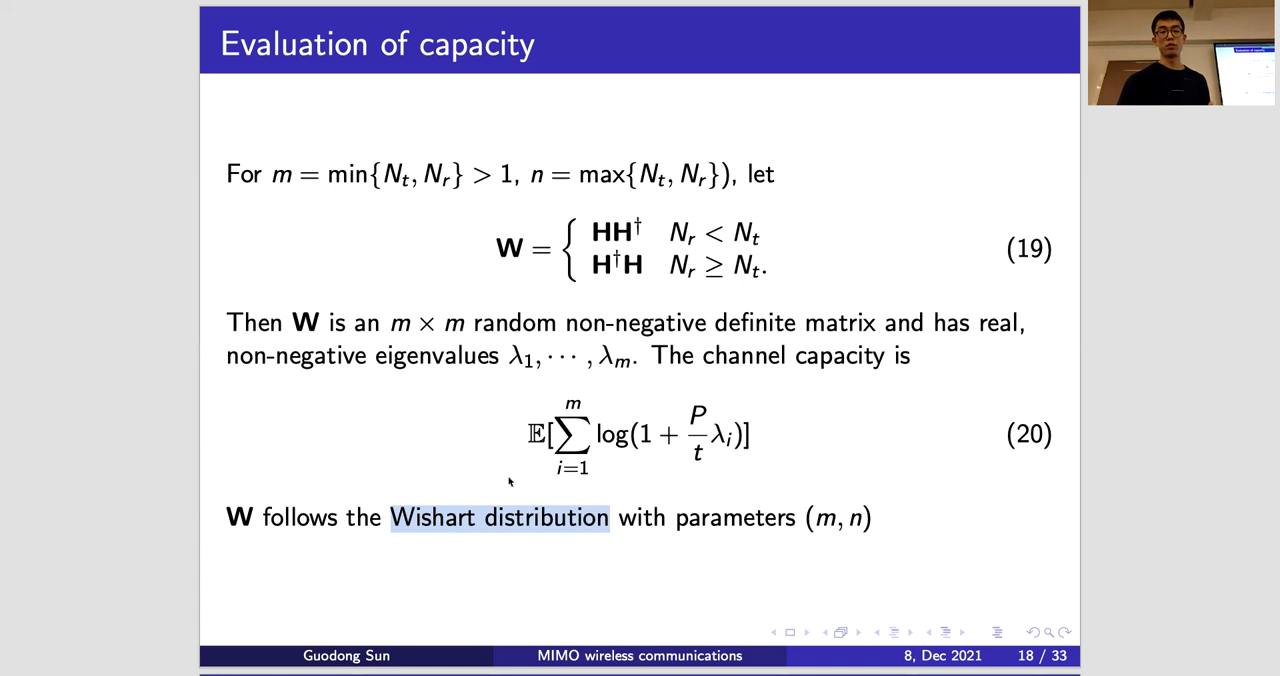 Evaluation of capacity
For m = min{N_t, N_r} > 1, n = max{N_t, N_r}), let
W = { HH† N_r < N_t
H†H N_r ≥ N_t. (19)
Then W is an m × m random non-negative definite matrix and has real,
non-negative eigenvalues λ_1, ⋯ , λ_m. The channel capacity is
𝔼[∑_{i=1}^{m} log(1 + P/t λ_i)] (20)
W follows the Wishart distribution with parameters (m, n)
Guodong Sun MIMO wireless communications 8, Dec 2021 18 / 33